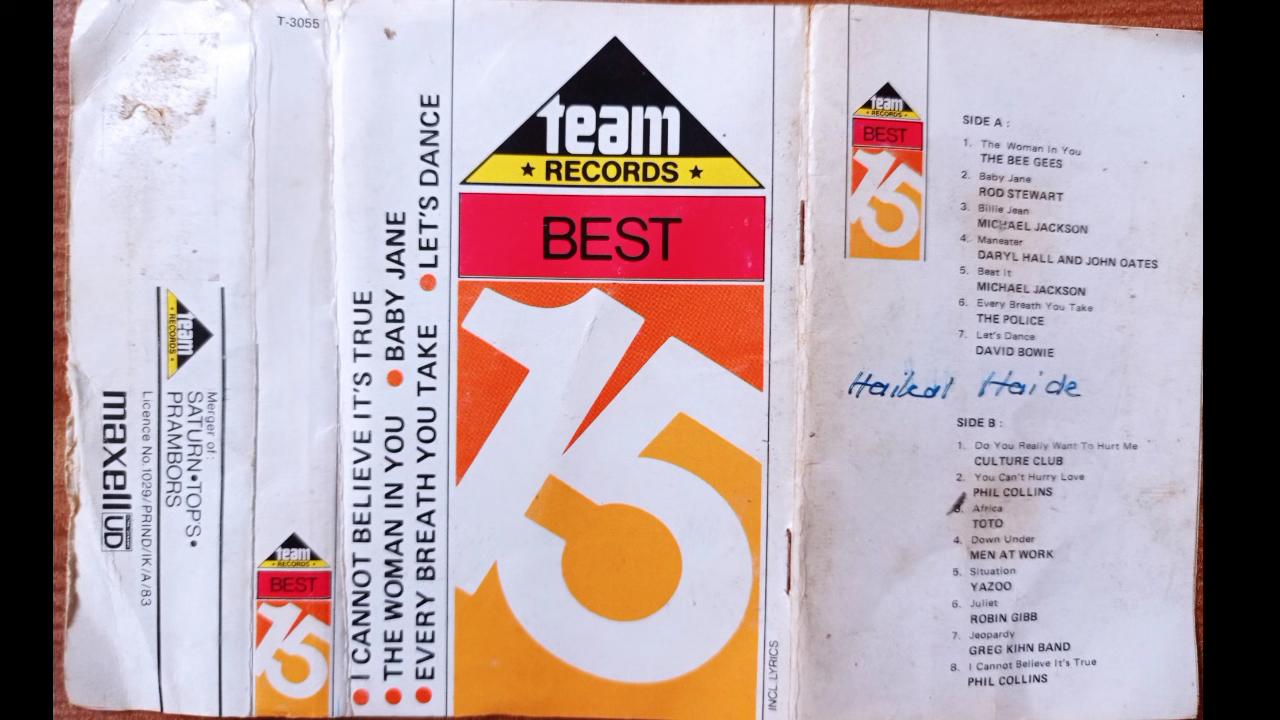 Merger of :
SATURN•TOP'S•
PRAMBORS
team
RECORDS
Licence No.1029/PRIND/IK/A/83
maxell UD
T-3055
team
RECORDS
BEST
15
I CANNOT BELIEVE IT'S TRUE
THE WOMAN IN YOU BABY JANE
EVERY BREATH YOU TAKE LET'S DANCE
team
RECORDS
BEST
15
INCL. LYRICS
team
RECORDS
BEST
15
SIDE A :
1. The Woman In You
THE BEE GEES
2. Baby Jane
ROD STEWART
3. Billie Jean
MICHAEL JACKSON
4. Maneater
DARYL HALL AND JOHN OATES
5. Beat It
MICHAEL JACKSON
6. Every Breath You Take
THE POLICE
7. Let's Dance
DAVID BOWIE
Haikal Haide
SIDE B :
1. Do You Really Want To Hurt Me
CULTURE CLUB
2. You Can't Hurry Love
PHIL COLLINS
3. Africa
TOTO
4. Down Under
MEN AT WORK
5. Situation
YAZOO
6. Juliet
ROBIN GIBB
7. Jeopardy
GREG KIHN BAND
8. I Cannot Believe It's True
PHIL COLLINS